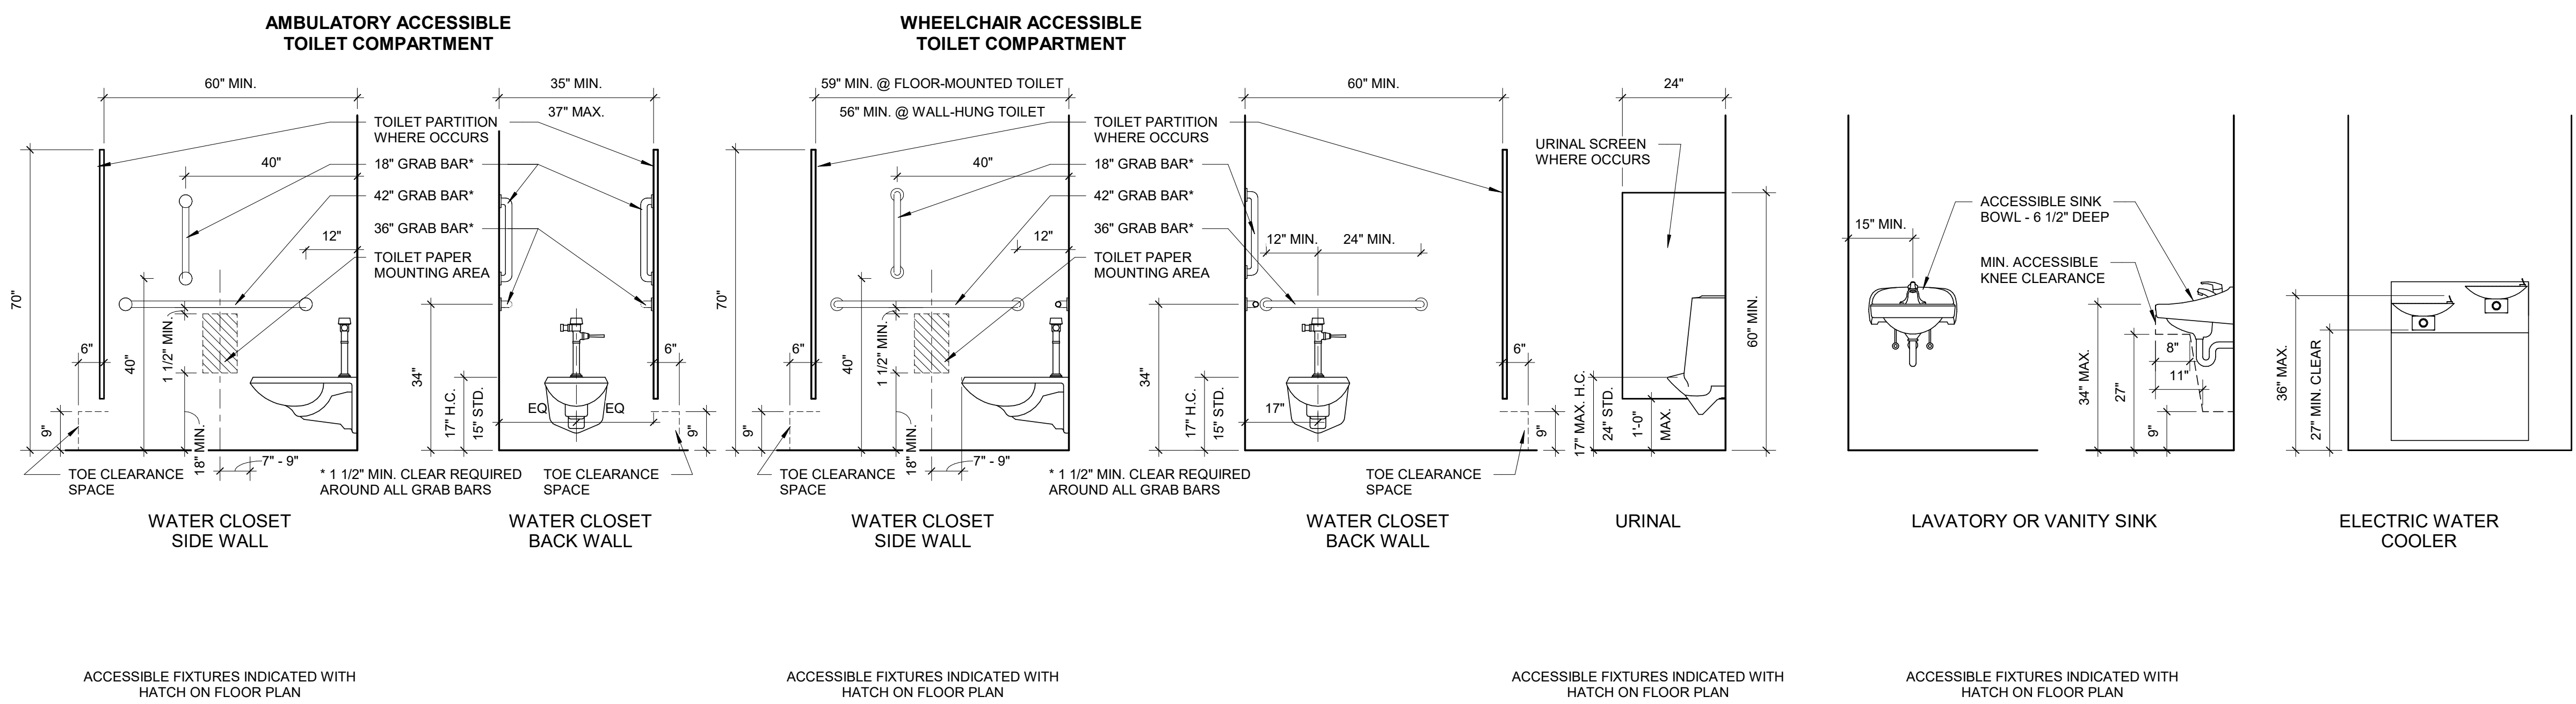 AMBULATORY ACCESSIBLE
TOILET COMPARTMENT
60" MIN.
35" MIN.
37" MAX.
TOILET PARTITION
WHERE OCCURS
40"
18" GRAB BAR*
42" GRAB BAR*
12"
36" GRAB BAR*
TOILET PAPER
MOUNTING AREA
70"
6"
40"
1 1/2" MIN.
9"
18" MIN.
7" - 9"
TOE CLEARANCE
SPACE
34"
17" H.C.
15" STD.
EQ
EQ
6"
9"
* 1 1/2" MIN. CLEAR REQUIRED
AROUND ALL GRAB BARS
TOE CLEARANCE
SPACE
WATER CLOSET
SIDE WALL
WATER CLOSET
BACK WALL
ACCESSIBLE FIXTURES INDICATED WITH
HATCH ON FLOOR PLAN
WHEELCHAIR ACCESSIBLE
TOILET COMPARTMENT
59" MIN. @ FLOOR-MOUNTED TOILET
56" MIN. @ WALL-HUNG TOILET
60" MIN.
TOILET PARTITION
WHERE OCCURS
40"
18" GRAB BAR*
42" GRAB BAR*
12"
36" GRAB BAR*
12" MIN.
24" MIN.
TOILET PAPER
MOUNTING AREA
70"
6"
40"
1 1/2" MIN.
9"
18" MIN.
7" - 9"
TOE CLEARANCE
SPACE
34"
17" H.C.
15" STD.
17"
6"
9"
* 1 1/2" MIN. CLEAR REQUIRED
AROUND ALL GRAB BARS
TOE CLEARANCE
SPACE
WATER CLOSET
SIDE WALL
WATER CLOSET
BACK WALL
ACCESSIBLE FIXTURES INDICATED WITH
HATCH ON FLOOR PLAN
24"
URINAL SCREEN
WHERE OCCURS
60" MIN.
17" MAX. H.C.
24" STD.
1'-0"
MAX.
URINAL
ACCESSIBLE FIXTURES INDICATED WITH
HATCH ON FLOOR PLAN
15" MIN.
ACCESSIBLE SINK
BOWL - 6 1/2" DEEP
MIN. ACCESSIBLE
KNEE CLEARANCE
34" MAX.
27"
8"
11"
9"
LAVATORY OR VANITY SINK
ACCESSIBLE FIXTURES INDICATED WITH
HATCH ON FLOOR PLAN
36" MAX.
27" MIN. CLEAR
ELECTRIC WATER
COOLER